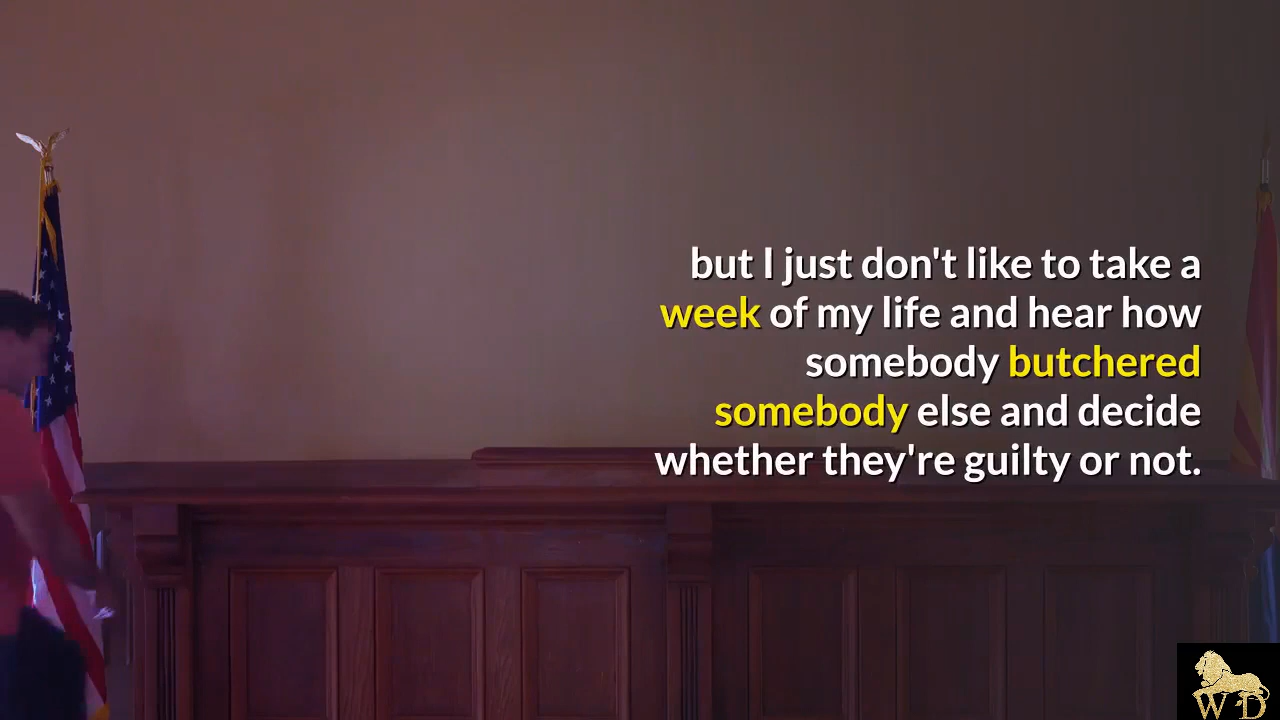 but I just don't like to take a
week of my life and hear how
somebody butchered
somebody else and decide
whether they're guilty or not.
WD